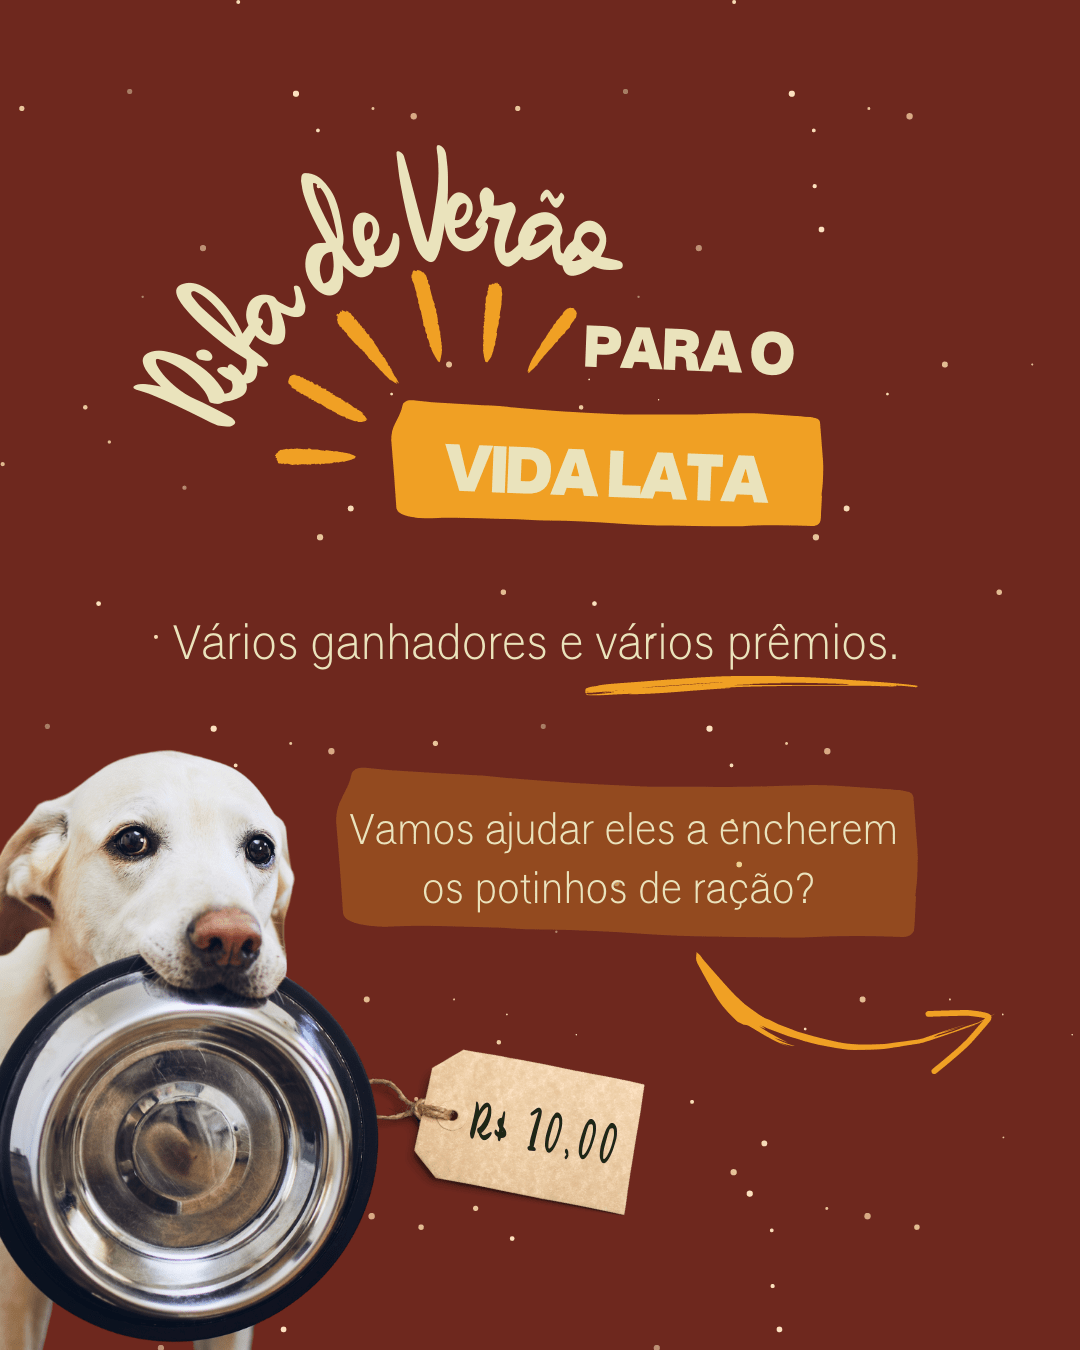 Rifa de Verão
PARA O
VIDA LATA
Vários ganhadores e vários prêmios.
Vamos ajudar eles a encherem
os potinhos de ração?
R$ 10,00